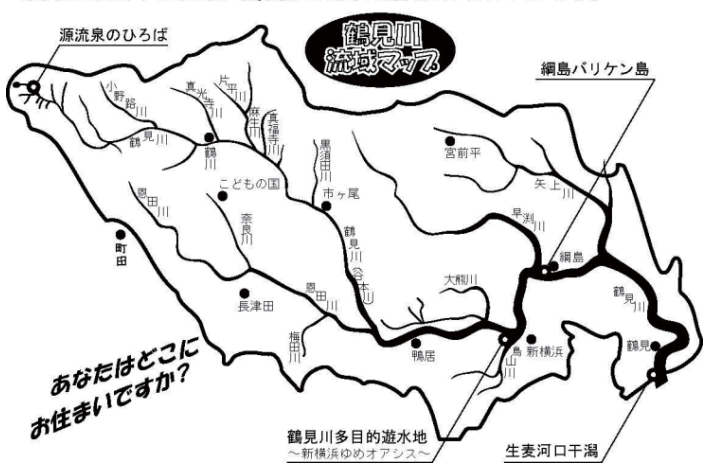 鶴見川
流域マップ
源流泉のひろば
綱島バリケン島
小野路川
真光寺川
片平川
麻生川
真福寺川
黒須田川
宮前平
矢上川
鶴見川
鶴川
恩田川
こどもの国
奈良川
市ヶ尾
早渕川
町田
鶴見川(谷本川)
大熊川
綱島
鶴見川
長津田
恩田川
梅田川
鴨居
鳥山川
新横浜
鶴見
あなたはどこに
お住まいですか?
鶴見川多目的遊水地
~新横浜ゆめオアシス~
生麦河口干潟